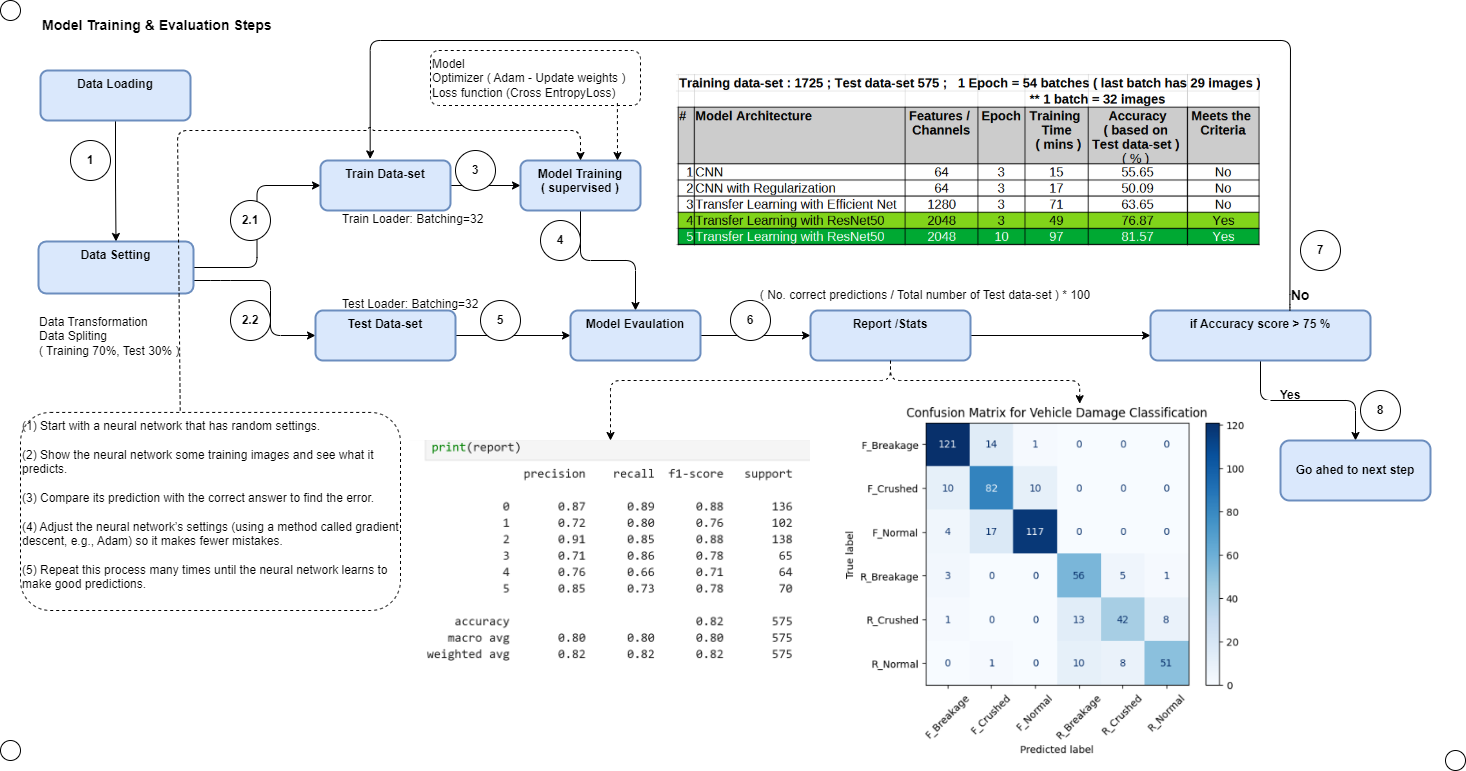 Model Training & Evaluation Steps
Data Loading
1
Data Setting
Data Transformation
Data Spliting
( Training 70%, Test 30% )
2.1
2.2
Train Data-set
Train Loader: Batching=32
3
Model
Optimizer ( Adam - Update weights )
Loss function (Cross EntropyLoss)
Model Training
( supervised )
4
Test Loader: Batching=32
Test Data-set
5
Model Evaulation
6
( No. correct predictions / Total number of Test data-set ) * 100
Report /Stats
if Accuracy score > 75 %
No
7
Yes
8
Go ahed to next step
Training data-set : 1725 ; Test data-set 575 ; 1 Epoch = 54 batches ( last batch has 29 images )
** 1 batch = 32 images
# Model Architecture Features / Channels Epoch Training Time ( mins ) Accuracy ( based on Test data-set ) ( % ) Meets the Criteria
1 CNN 64 3 15 55.65 No
2 CNN with Regularization 64 3 17 50.09 No
3 Transfer Learning with Efficient Net 1280 3 71 63.65 No
4 Transfer Learning with ResNet50 2048 3 49 76.87 Yes
5 Transfer Learning with ResNet50 2048 10 97 81.57 Yes
(1) Start with a neural network that has random settings.
(2) Show the neural network some training images and see what it
predicts.
(3) Compare its prediction with the correct answer to find the error.
(4) Adjust the neural network's settings (using a method called gradient
descent, e.g., Adam) so it makes fewer mistakes.
(5) Repeat this process many times until the neural network learns to
make good predictions.
print(report)
precision recall f1-score support
0 0.87 0.89 0.88 136
1 0.72 0.80 0.76 102
2 0.91 0.85 0.88 138
3 0.71 0.86 0.78 65
4 0.76 0.66 0.71 64
5 0.85 0.73 0.78 70
accuracy 0.82 575
macro avg 0.80 0.80 0.80 575
weighted avg 0.82 0.82 0.82 575
Confusion Matrix for Vehicle Damage Classification
True label
F_Breakage 121 14 1 0 0 0
F_Crushed 10 82 10 0 0 0
F_Normal 4 17 117 0 0 0
R_Breakage 3 0 0 56 5 1
R_Crushed 1 0 0 13 42 8
R_Normal 0 1 0 10 8 51
F_Breakage F_Crushed F_Normal R_Breakage R_Crushed R_Normal
Predicted label
120
100
80
60
40
20
0